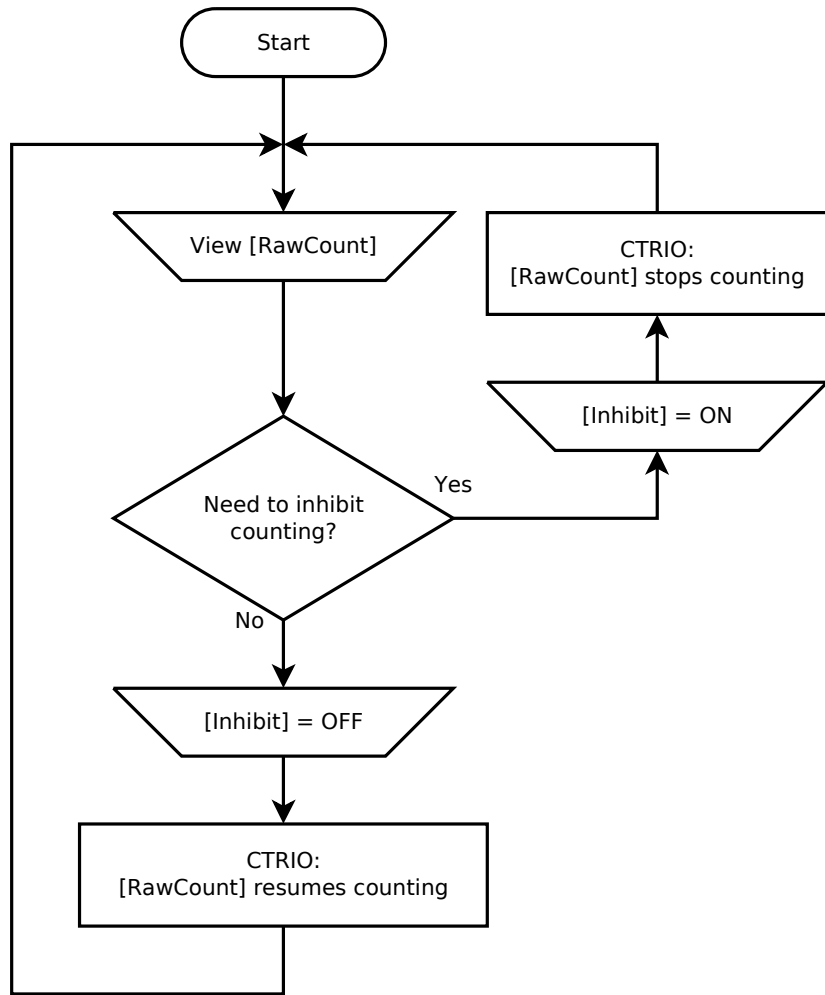 Start
View [RawCount]
CTRIO:
[RawCount] stops counting
[Inhibit] = ON
Need to inhibit
counting?
Yes
No
[Inhibit] = OFF
CTRIO:
[RawCount] resumes counting